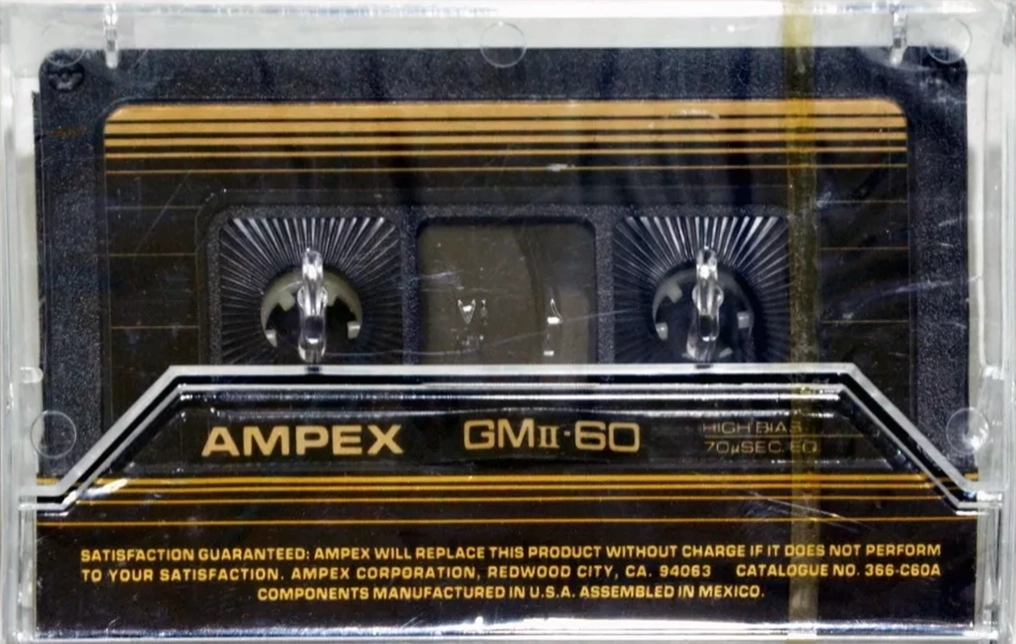 AMPEX GMII·60 HIGH BIAS
70µSEC. EQ.
SATISFACTION GUARANTEED: AMPEX WILL REPLACE THIS PRODUCT WITHOUT CHARGE IF IT DOES NOT PERFORM
TO YOUR SATISFACTION. AMPEX CORPORATION, REDWOOD CITY, CA. 94063 CATALOGUE NO. 366-C60A
COMPONENTS MANUFACTURED IN U.S.A. ASSEMBLED IN MEXICO.